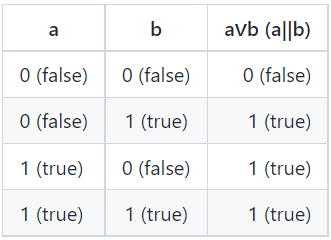 a b aVb (a||b)
0 (false) 0 (false) 0 (false)
0 (false) 1 (true) 1 (true)
1 (true) 0 (false) 1 (true)
1 (true) 1 (true) 1 (true)